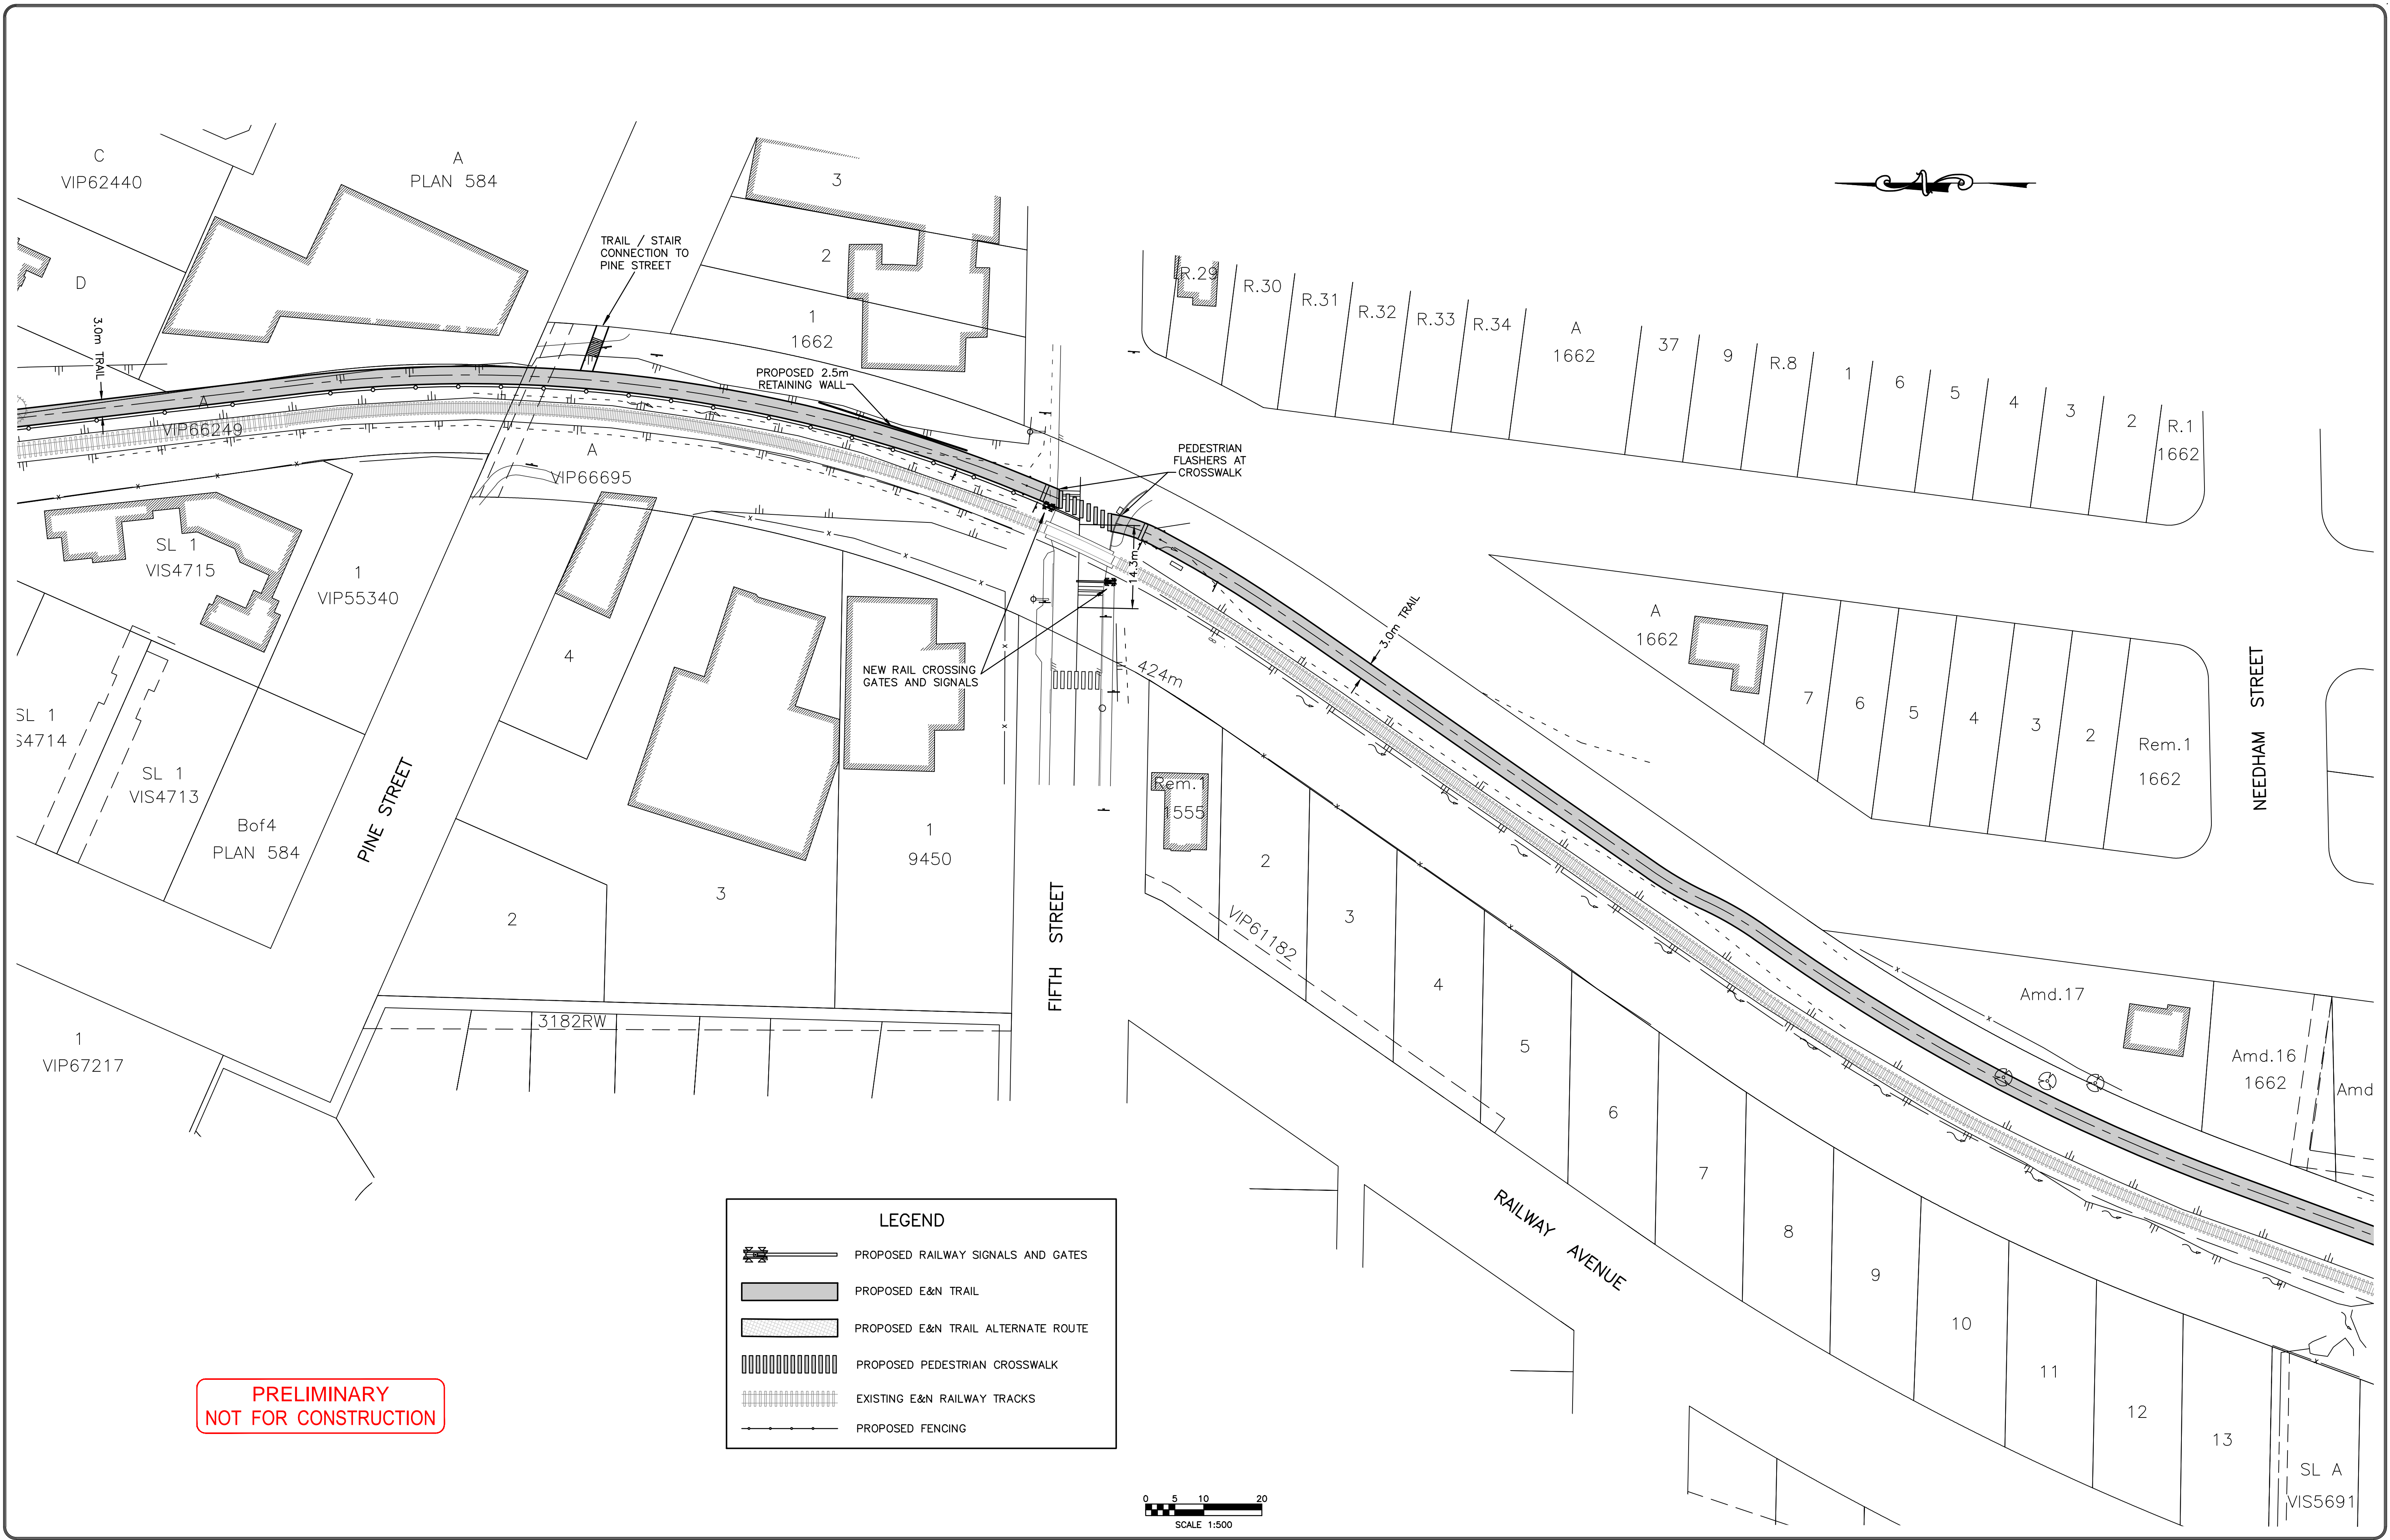 C
VIP62440
A
PLAN 584
D
3.0m TRAIL
TRAIL / STAIR
CONNECTION TO
PINE STREET
3
2
1
1662
PROPOSED 2.5m
RETAINING WALL
A
VIP66249
A
VIP66695
PEDESTRIAN
FLASHERS AT
CROSSWALK
14.3m
N
R.29
R.30
R.31
R.32
R.33
R.34
A
1662
37
9
R.8
1
6
5
4
3
2
R.1
1662
SL 1
VIS4715
1
VIP55340
4
NEW RAIL CROSSING
GATES AND SIGNALS
424m
3.0m TRAIL
A
1662
7
6
5
4
3
2
Rem.1
1662
NEEDHAM STREET
SL 1
S4714
SL 1
VIS4713
Bof4
PLAN 584
PINE STREET
2
3
1
9450
FIFTH STREET
Rem.1
1555
VIP61182
2
3
4
5
6
7
8
9
10
11
12
13
Amd.17
Amd.16
1662
Amd
1
VIP67217
3182RW
RAILWAY AVENUE
SL A
VIS5691
LEGEND
PROPOSED RAILWAY SIGNALS AND GATES
PROPOSED E&N TRAIL
PROPOSED E&N TRAIL ALTERNATE ROUTE
PROPOSED PEDESTRIAN CROSSWALK
EXISTING E&N RAILWAY TRACKS
PROPOSED FENCING
PRELIMINARY
NOT FOR CONSTRUCTION
0 5 10 20
SCALE 1:500